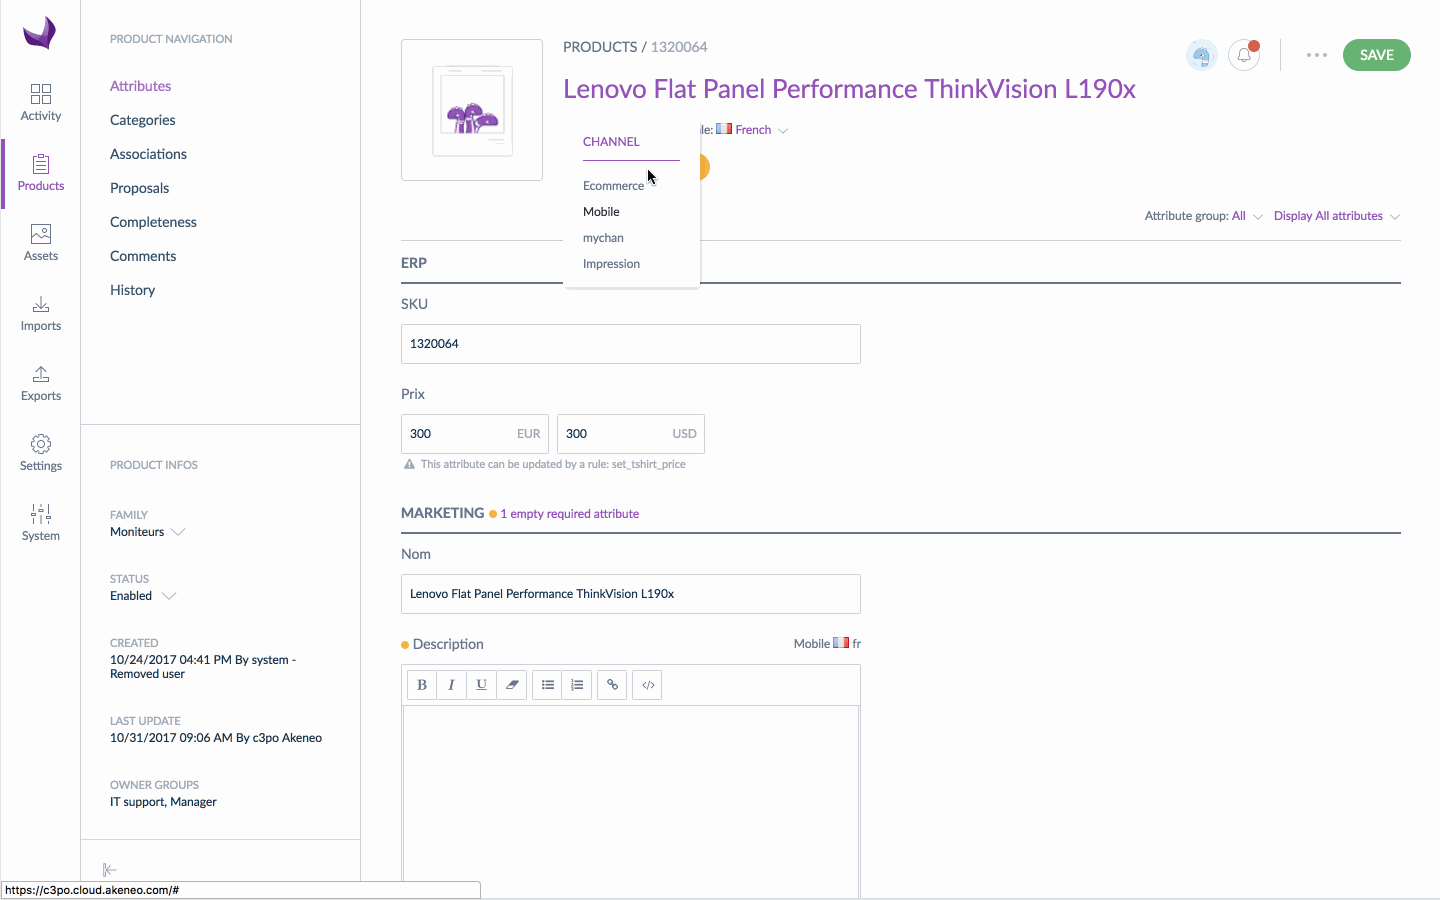 PRODUCTS / 1320064
SAVE
Lenovo Flat Panel Performance ThinkVision L190x
le: French
CHANNEL
Ecommerce
Mobile
mychan
Impression
Attribute group: All
Display All attributes
Activity
Products
Assets
Imports
Exports
Settings
System
PRODUCT NAVIGATION
Attributes
Categories
Associations
Proposals
Completeness
Comments
History
PRODUCT INFOS
FAMILY
Moniteurs
STATUS
Enabled
CREATED
10/24/2017 04:41 PM By system -
Removed user
LAST UPDATE
10/31/2017 09:06 AM By c3po Akeneo
OWNER GROUPS
IT support, Manager
ERP
SKU
1320064
Prix
300 EUR
300 USD
This attribute can be updated by a rule: set_tshirt_price
MARKETING 1 empty required attribute
Nom
Lenovo Flat Panel Performance ThinkVision L190x
Description
Mobile fr
B I U
https://c3po.cloud.akeneo.com/#